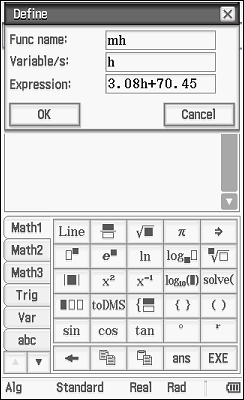 Define
Func name: mh
Variable/s: h
Expression: 3.08h+70.45
OK Cancel
Math1 Line √■ π ⇒
Math2 ■^■ e^■ ln log_■□ ^■√□
Math3 |■| x² x⁻¹ log₁₀(■) solve(
Trig toDMS { } ( )
Var sin cos tan ° r
abc ans EXE
Alg Standard Real Rad